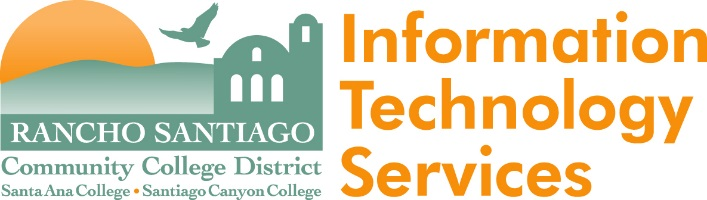 RANCHO SANTIAGO
Community College District
Santa Ana College • Santiago Canyon College
Information
Technology
Services